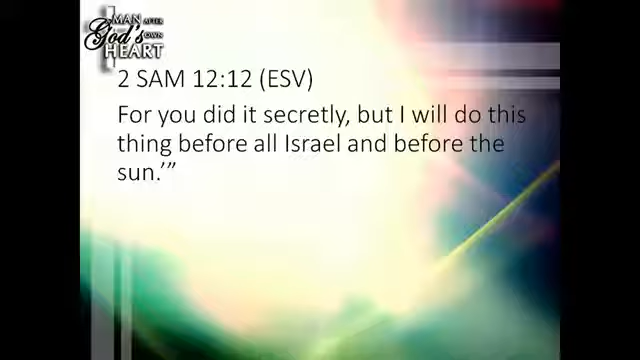 MAN AFTER
God's OWN
HEART
2 SAM 12:12 (ESV)
For you did it secretly, but I will do this
thing before all Israel and before the
sun.’”